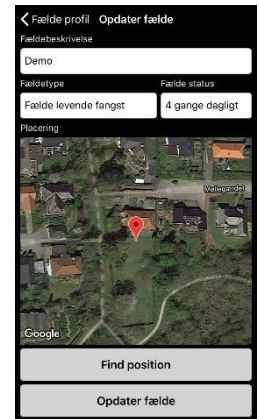 Fælde profil Opdater fælde
Fældebeskrivelse
Demo
Fældetype Fælde status
Fælde levende fangst 4 gange dagligt
Placering
Møllegærdet
Google
Find position
Opdater fælde